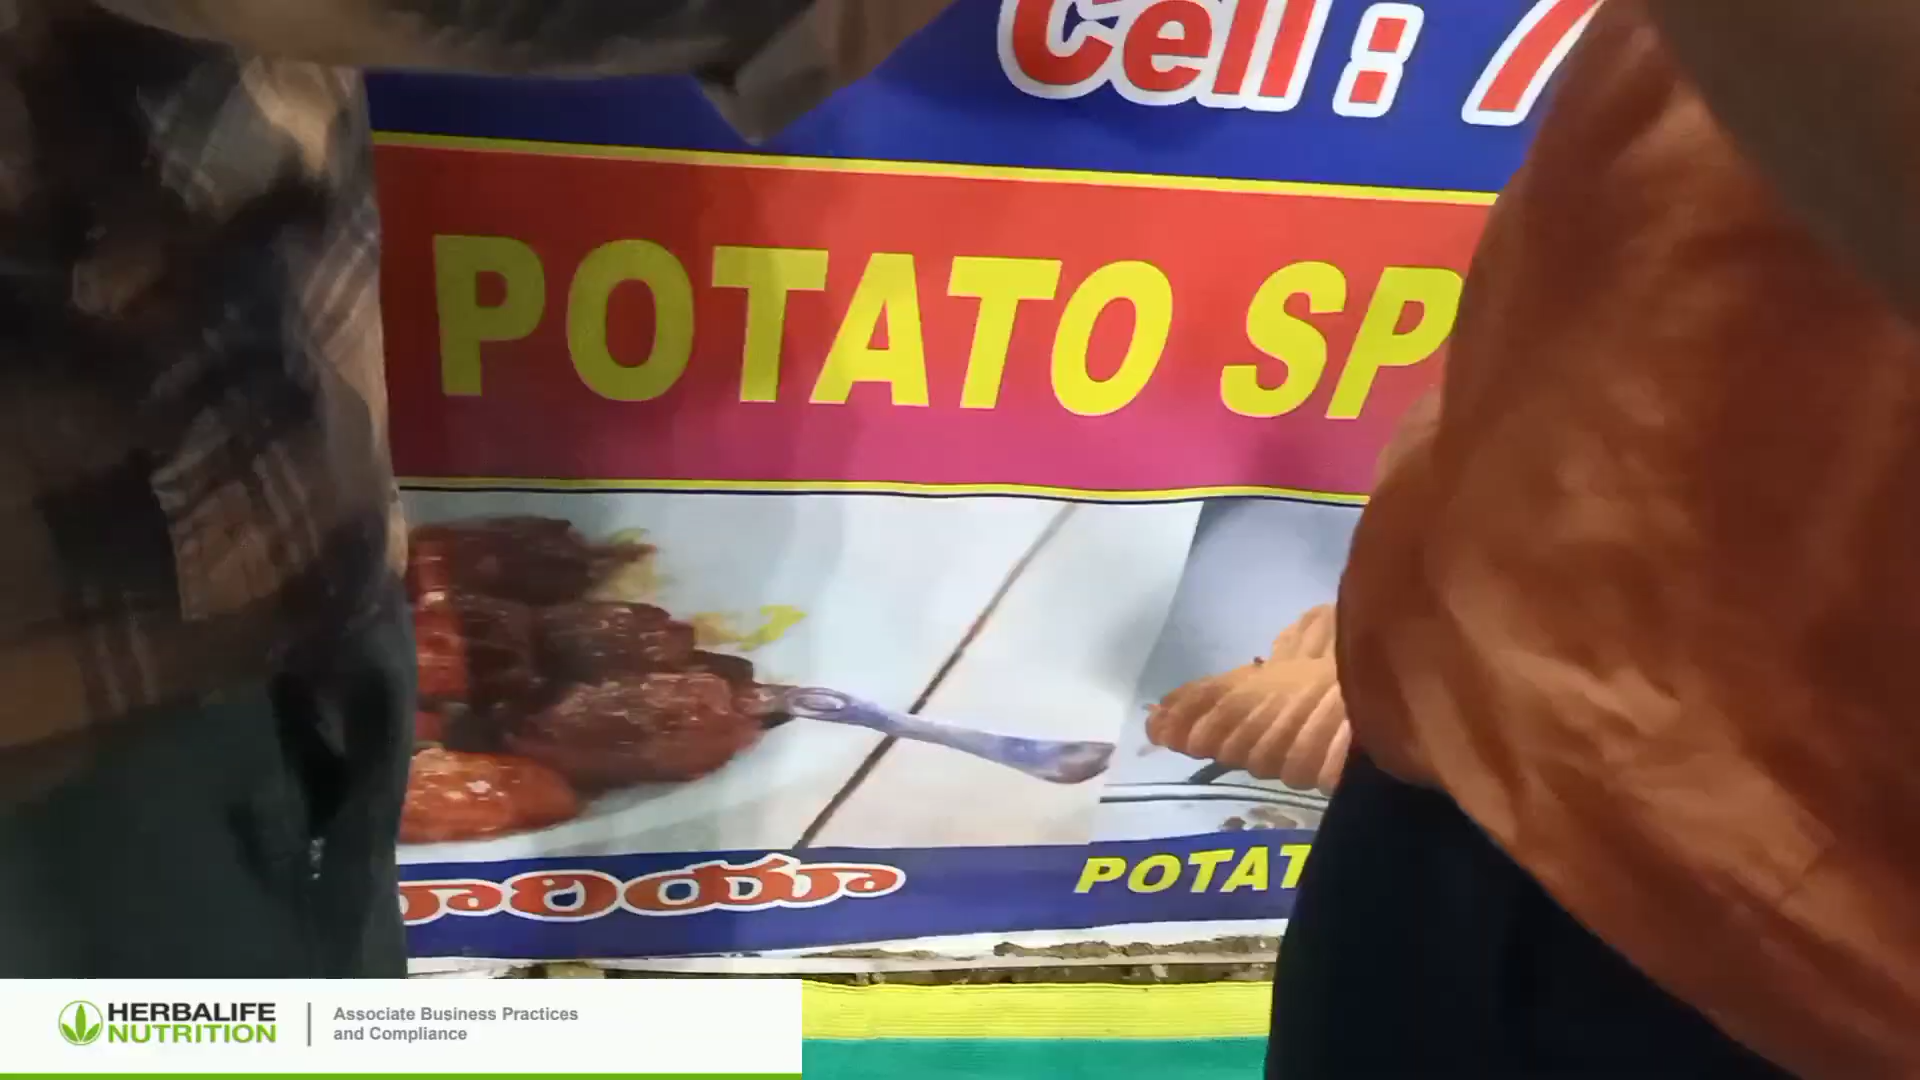 Cell : 7
POTATO SP
POTAT
HERBALIFE
NUTRITION
Associate Business Practices
and Compliance